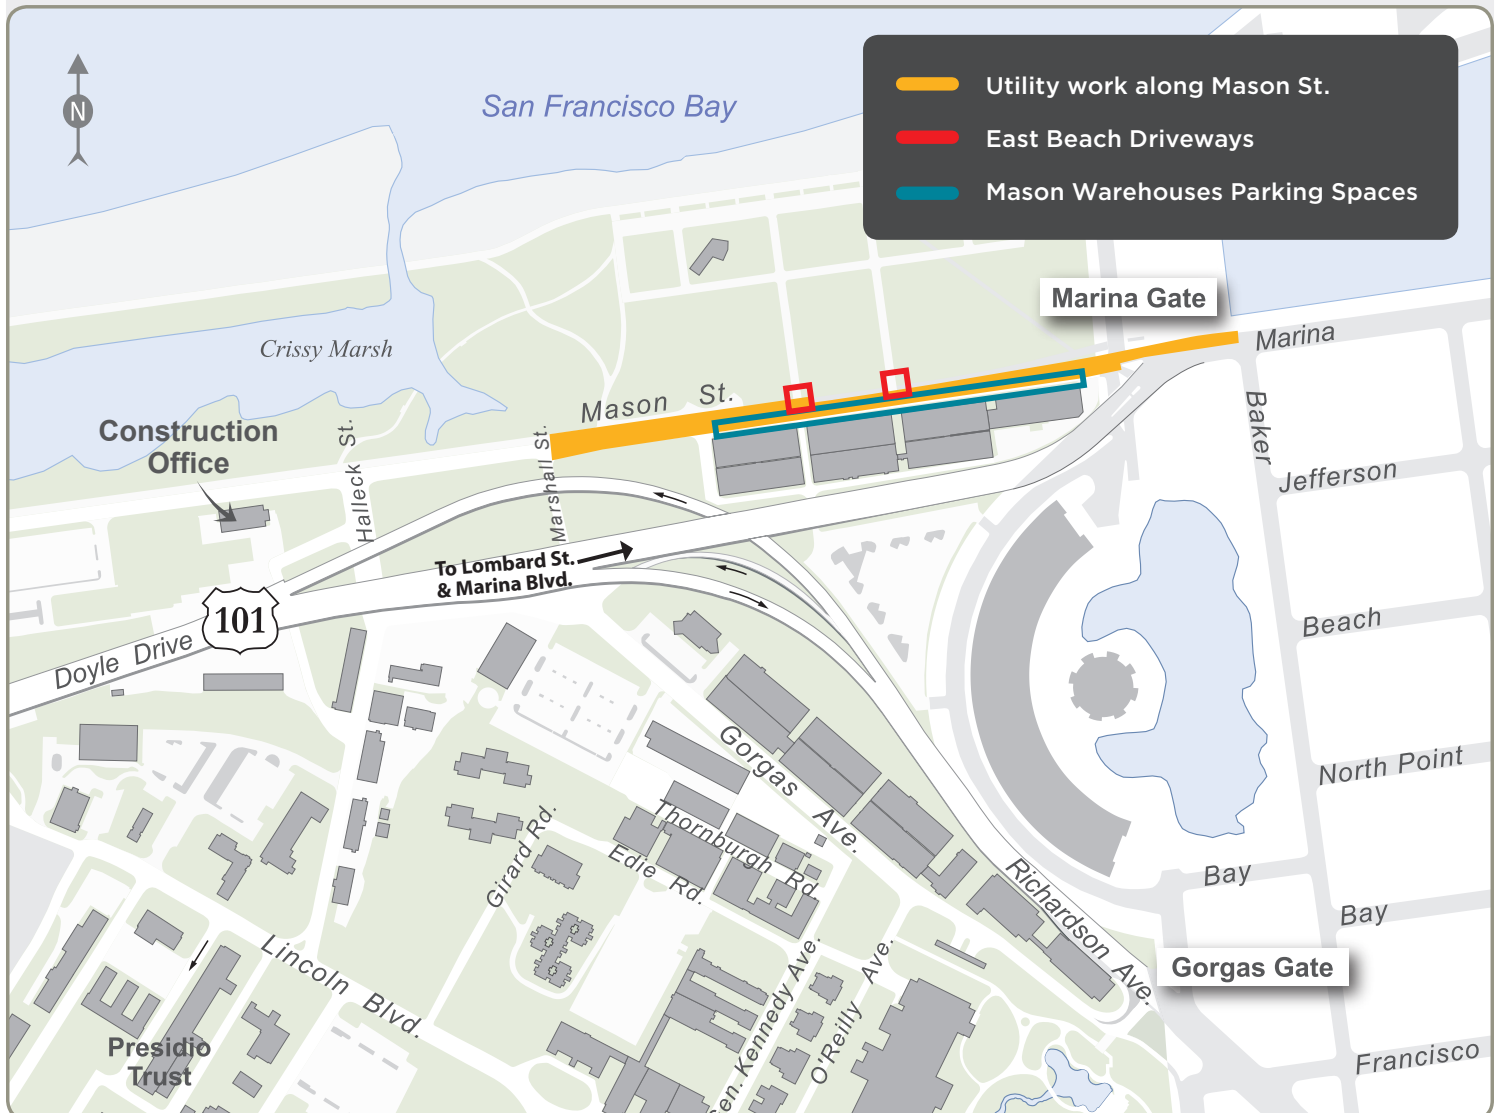 N
San Francisco Bay
Utility work along Mason St.
East Beach Driveways
Mason Warehouses Parking Spaces
Marina Gate
Marina
Crissy Marsh
Mason St.
Baker
Construction
Office
Halleck St.
Marshall St.
Jefferson
To Lombard St.
& Marina Blvd.
101
Doyle Drive
Beach
Gorgas Ave.
North Point
Thornburgh Rd.
Edie Rd.
Girard Rd.
Richardson Ave.
Bay
Bay
Lincoln Blvd.
Gorgas Gate
Kennedy Ave.
O'Reilly Ave.
Presidio
Trust
Francisco